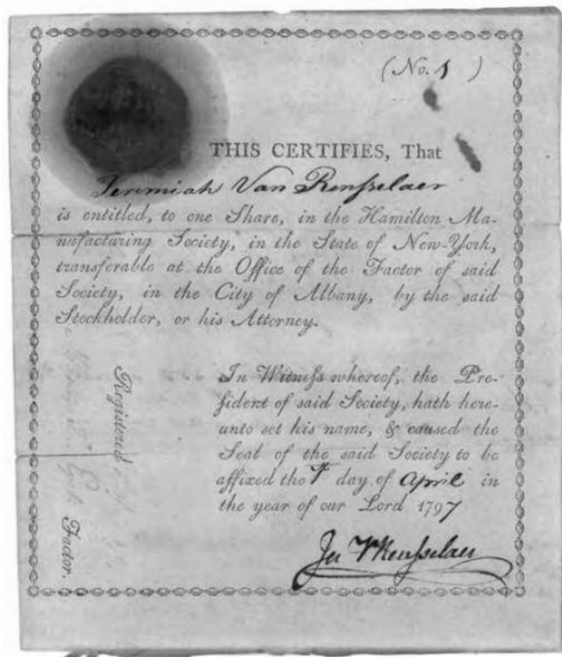 (No. 1 )
THIS CERTIFIES, That
Jeremiah Van Rensselaer
is entitled, to one Share, in the Hamilton Ma-
nufacturing Society, in the State of New-York,
transferable at the Office of the Factor of said
Society, in the City of Albany, by the said
Stockholder, or his Attorney.
In Witness whereof, the Pre-
sident of said Society, hath here-
unto set his name, & caused the
Seal of the said Society to be
affixed the day of April in
the year of our Lord 1797
Jer V Rensselaer
Registered
Factor.